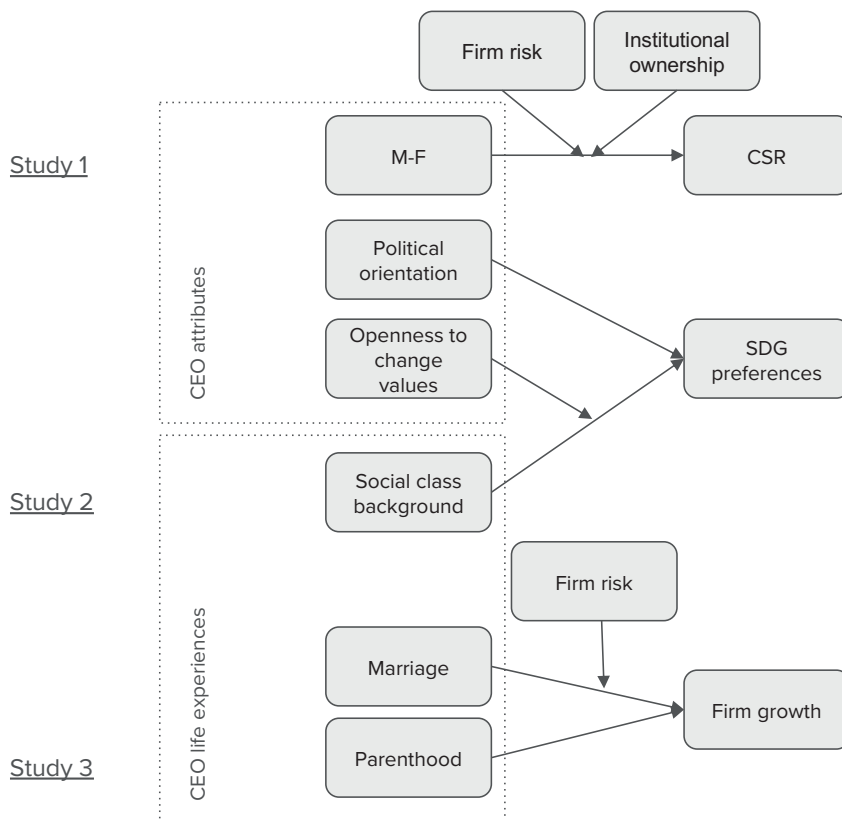 Firm risk
Institutional
ownership
Study 1
M-F
CSR
CEO attributes
Political
orientation
Openness to
change
values
SDG
preferences
Study 2
Social class
background
CEO life experiences
Firm risk
Marriage
Firm growth
Study 3
Parenthood